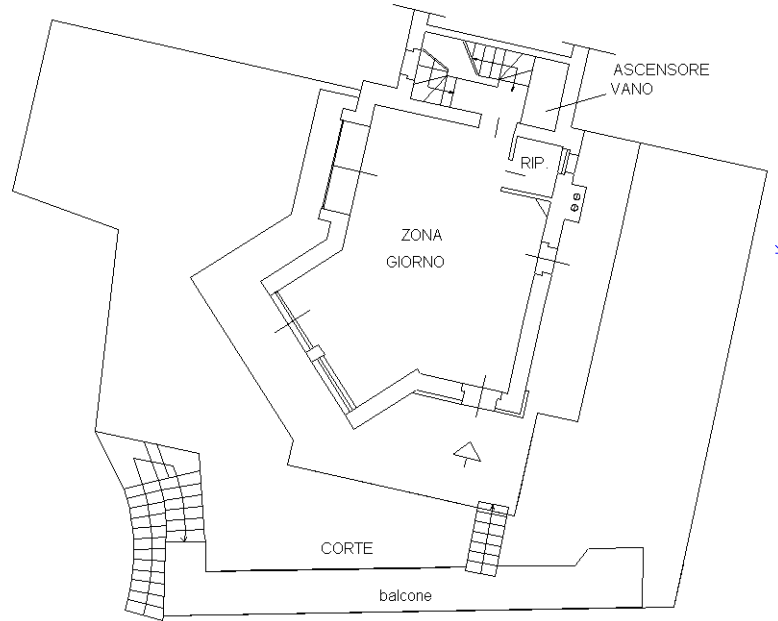 ASCENSORE
VANO
RIP.
ZONA
GIORNO
CORTE
balcone